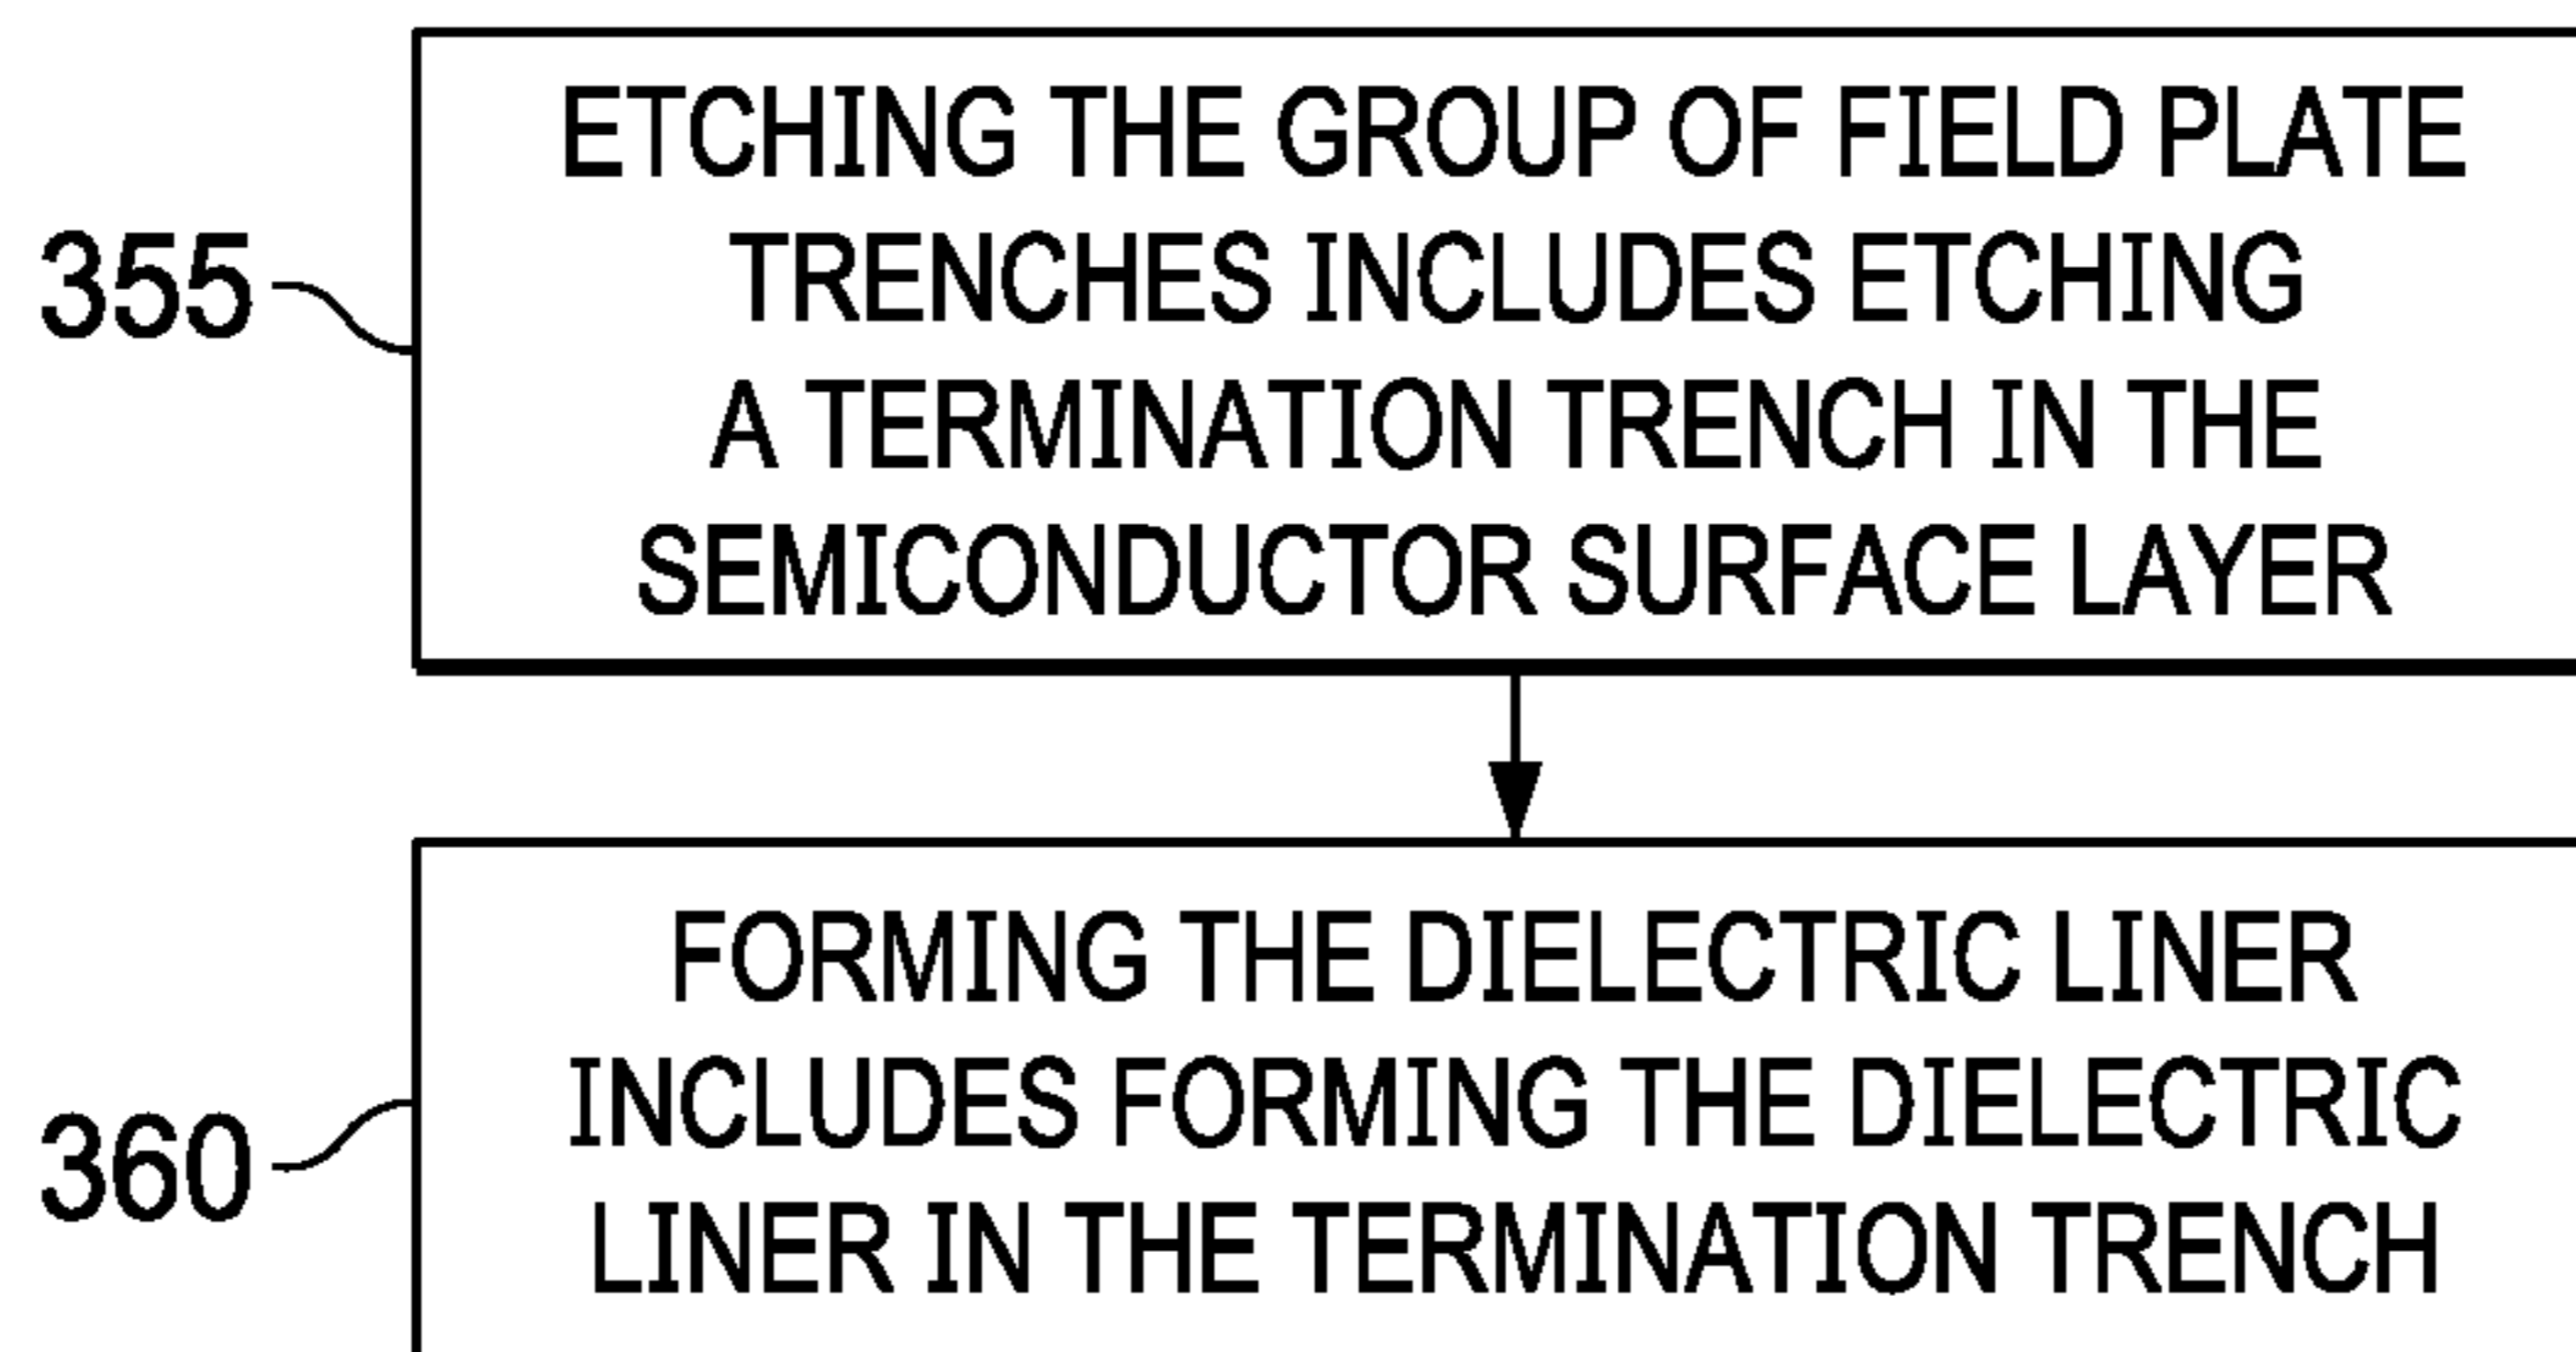 355
ETCHING THE GROUP OF FIELD PLATE
TRENCHES INCLUDES ETCHING
A TERMINATION TRENCH IN THE
SEMICONDUCTOR SURFACE LAYER
360
FORMING THE DIELECTRIC LINER
INCLUDES FORMING THE DIELECTRIC
LINER IN THE TERMINATION TRENCH